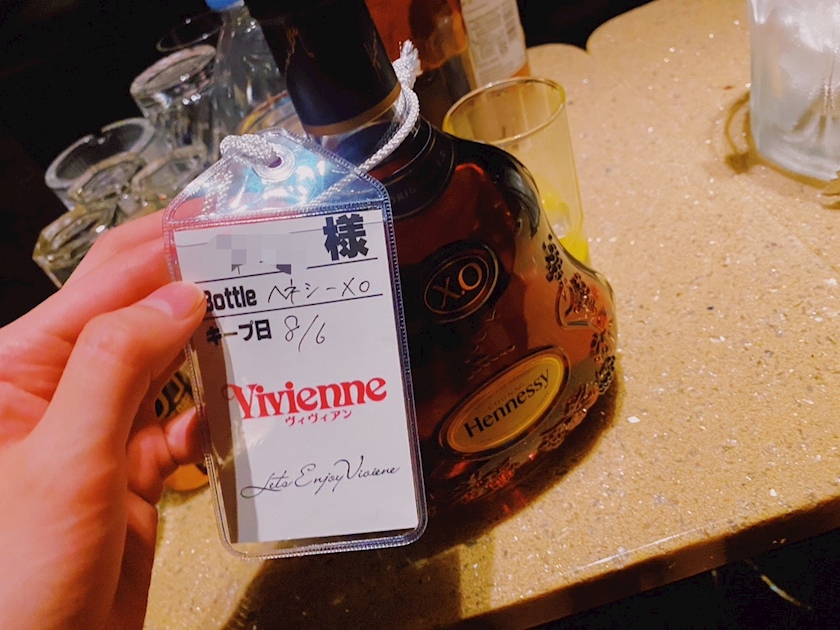 様
Bottle ヘネシーXO
キープ日 8/6
Vivienne
ヴィヴィアン
Let's Enjoy Viviene
X.O
Hennessy